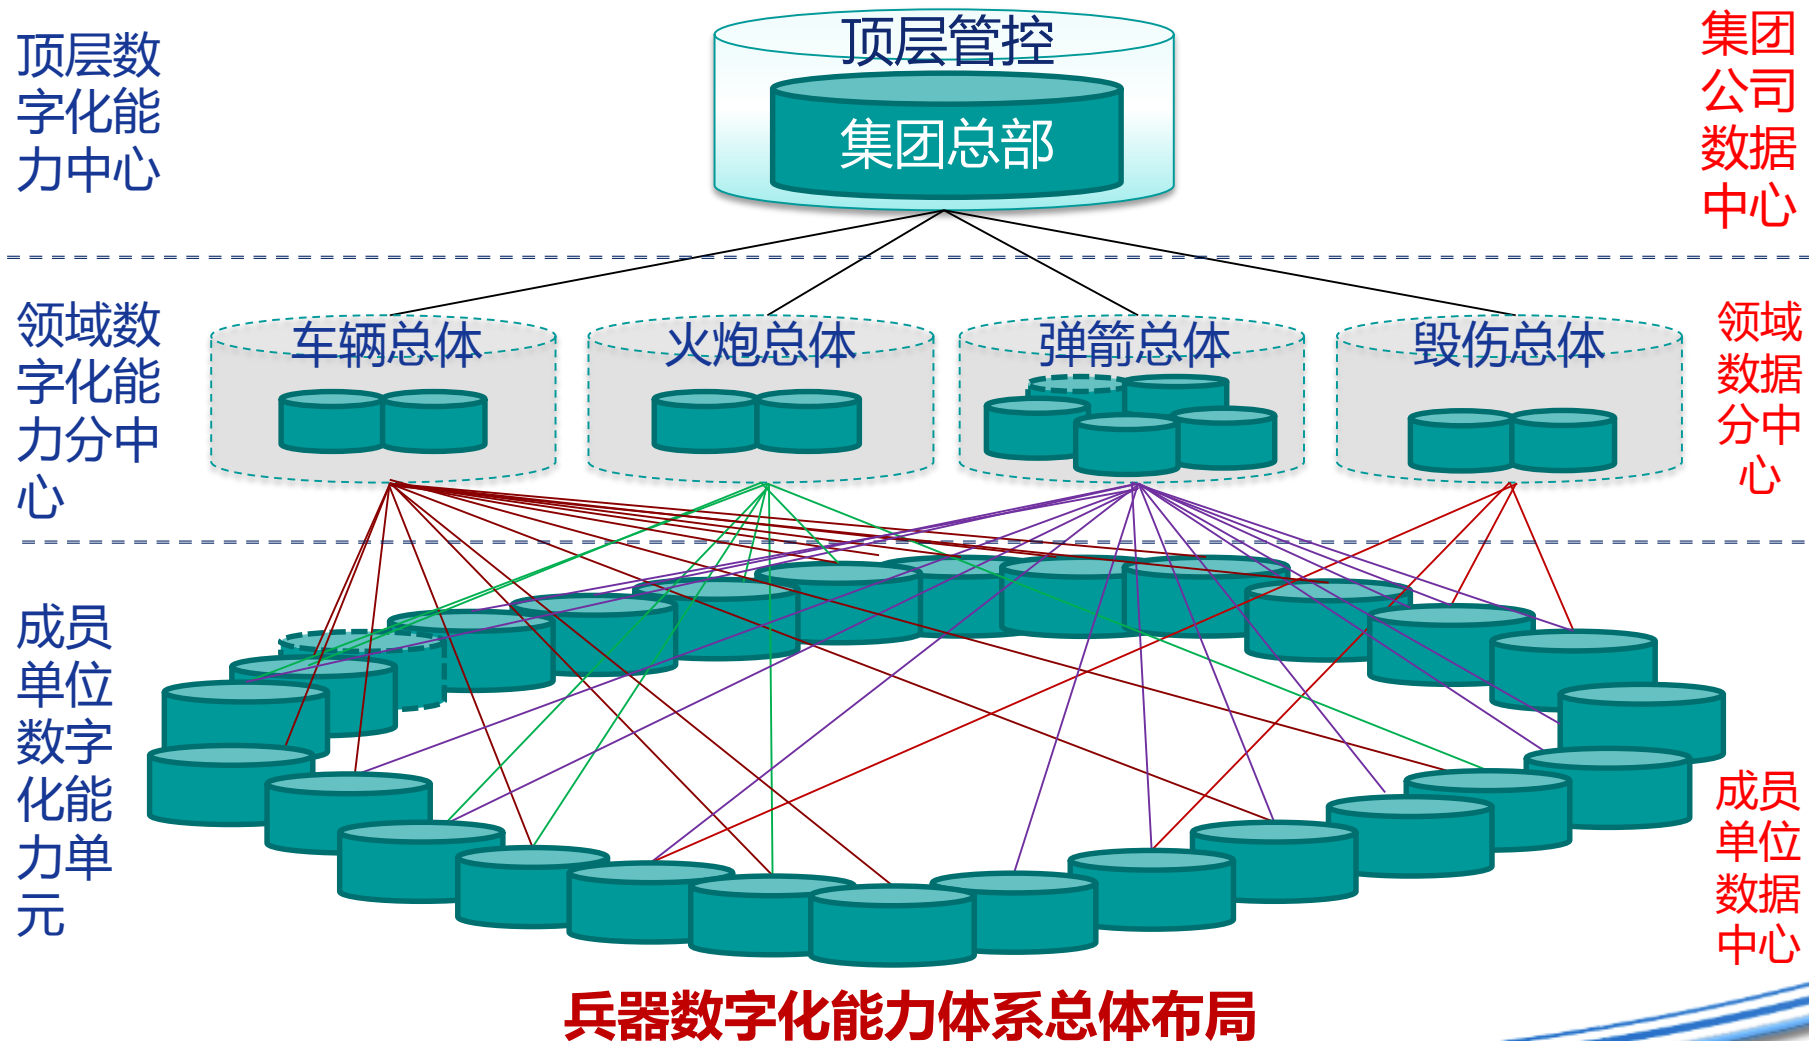 顶层数
字化能
力中心
顶层管控
集团总部
集团
公司
数据
中心
领域数
字化能
力分中
心
车辆总体
火炮总体
弹箭总体
毁伤总体
领域
数据
分中
心
成员
单位
数字
化能
力单
元
成员
单位
数据
中心
兵器数字化能力体系总体布局